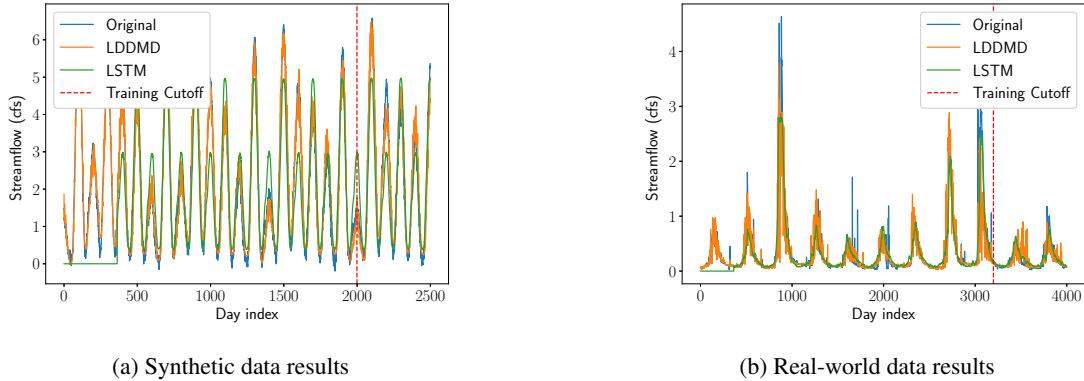 Original
LDDMD
LSTM
Training Cutoff
Streamflow (cfs)
6
5
4
3
2
1
0
0 500 1000 1500 2000 2500
Day index
(a) Synthetic data results
Original
LDDMD
LSTM
Training Cutoff
Streamflow (cfs)
4
3
2
1
0
0 1000 2000 3000 4000
Day index
(b) Real-world data results